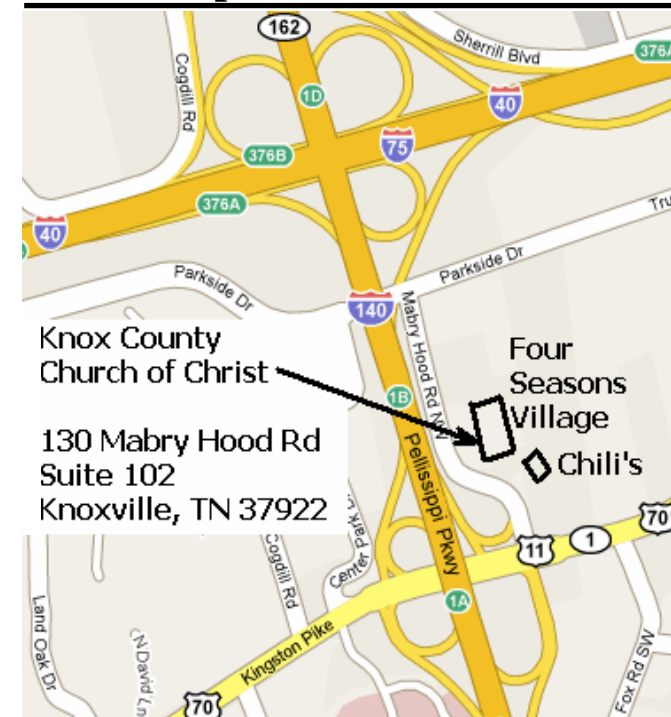 162
Sherrill Blvd
376A
Cogdill Rd
1D
40
75
376B
376A
40
Parkside Dr
Parkside Dr
140
Mabry Hood Rd NW
Knox County
Church of Christ
130 Mabry Hood Rd
Suite 102
Knoxville, TN 37922
Four
Seasons
Village
Chili's
1B
Pellissippi Pkwy
70
11
1
Center Park
Cogdill Rd
1A
Land Oak Dr
N David Ln
Kingston Pike
70
Fox Rd SW